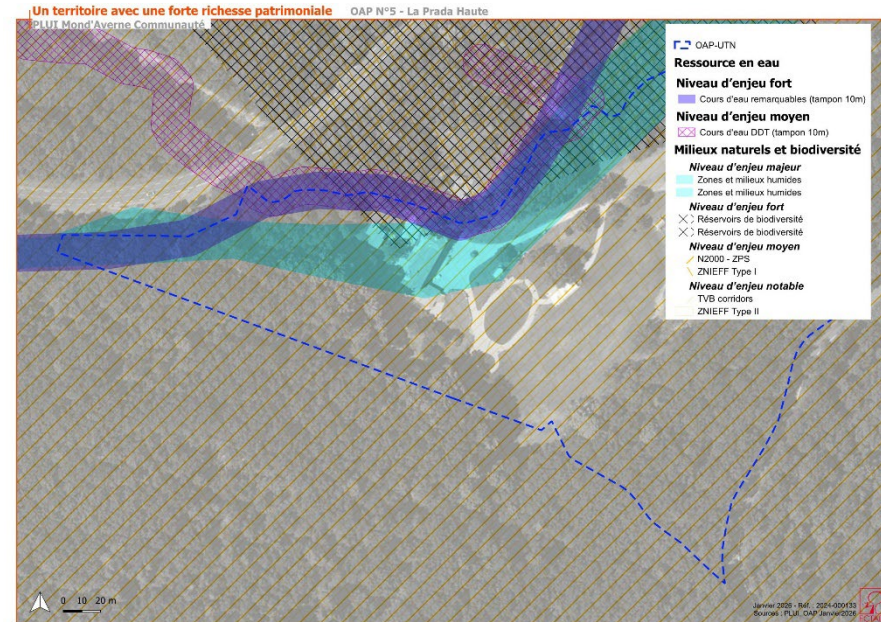 Un territoire avec une forte richesse patrimoniale OAP N°5 - La Prada Haute
PLUI Mond'Averne Communauté
OAP-UTN
Ressource en eau
Niveau d'enjeu fort
Cours d'eau remarquables (tampon 10m)
Niveau d'enjeu moyen
Cours d'eau DDT (tampon 10m)
Milieux naturels et biodiversité
Niveau d'enjeu majeur
Zones et milieux humides
Zones et milieux humides
Niveau d'enjeu fort
Réservoirs de biodiversité
Réservoirs de biodiversité
Niveau d'enjeu moyen
N2000 - ZPS
ZNIEFF Type I
Niveau d'enjeu notable
TVB corridors
ZNIEFF Type II
0 10 20 m
Janvier 2026 - Réf. : 2024-000133
Sources : PLUI, OAP Janvier2026